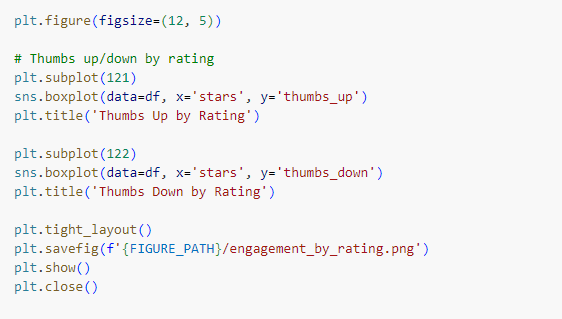 plt.figure(figsize=(12, 5))
# Thumbs up/down by rating
plt.subplot(121)
sns.boxplot(data=df, x='stars', y='thumbs_up')
plt.title('Thumbs Up by Rating')
plt.subplot(122)
sns.boxplot(data=df, x='stars', y='thumbs_down')
plt.title('Thumbs Down by Rating')
plt.tight_layout()
plt.savefig(f'{FIGURE_PATH}/engagement_by_rating.png')
plt.show()
plt.close()